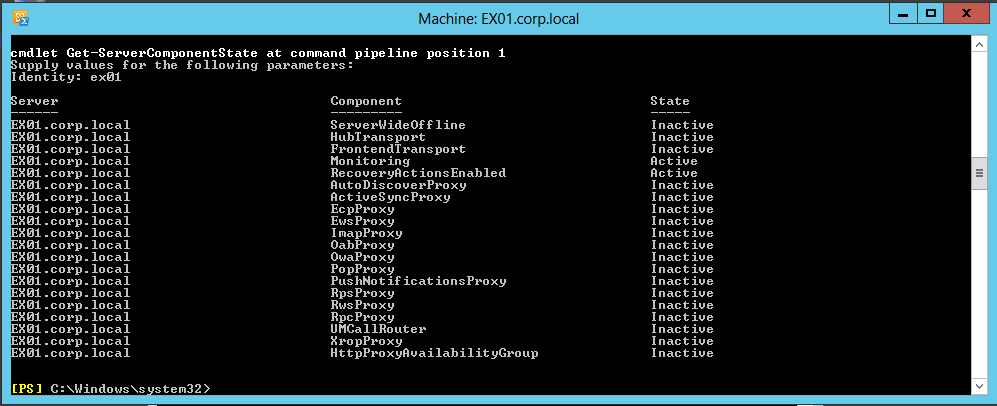 Machine: EX01.corp.local
cmdlet Get-ServerComponentState at command pipeline position 1
Supply values for the following parameters:
Identity: ex01
Server Component State
------ --------- -----
EX01.corp.local ServerWideOffline Inactive
EX01.corp.local HubTransport Inactive
EX01.corp.local FrontendTransport Inactive
EX01.corp.local Monitoring Active
EX01.corp.local RecoveryActionsEnabled Active
EX01.corp.local AutoDiscoverProxy Inactive
EX01.corp.local ActiveSyncProxy Inactive
EX01.corp.local EcpProxy Inactive
EX01.corp.local EwsProxy Inactive
EX01.corp.local ImapProxy Inactive
EX01.corp.local OabProxy Inactive
EX01.corp.local OwaProxy Inactive
EX01.corp.local PopProxy Inactive
EX01.corp.local PushNotificationsProxy Inactive
EX01.corp.local RpsProxy Inactive
EX01.corp.local RwsProxy Inactive
EX01.corp.local RpcProxy Inactive
EX01.corp.local UMCallRouter Inactive
EX01.corp.local XropProxy Inactive
EX01.corp.local HttpProxyAvailabilityGroup Inactive
[PS] C:\Windows\system32>